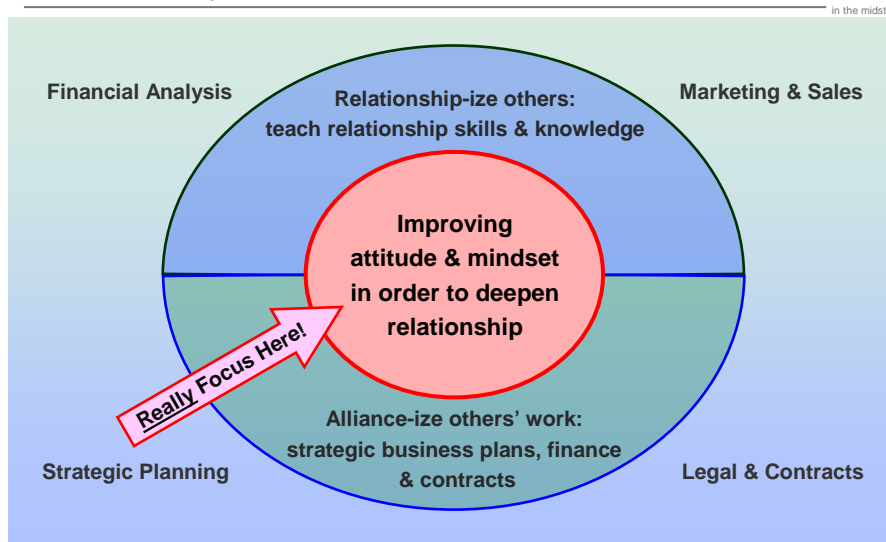 in the midst
Financial Analysis
Marketing & Sales
Relationship-ize others:
teach relationship skills & knowledge
Improving
attitude & mindset
in order to deepen
relationship
Really Focus Here!
Alliance-ize others’ work:
strategic business plans, finance
& contracts
Strategic Planning
Legal & Contracts